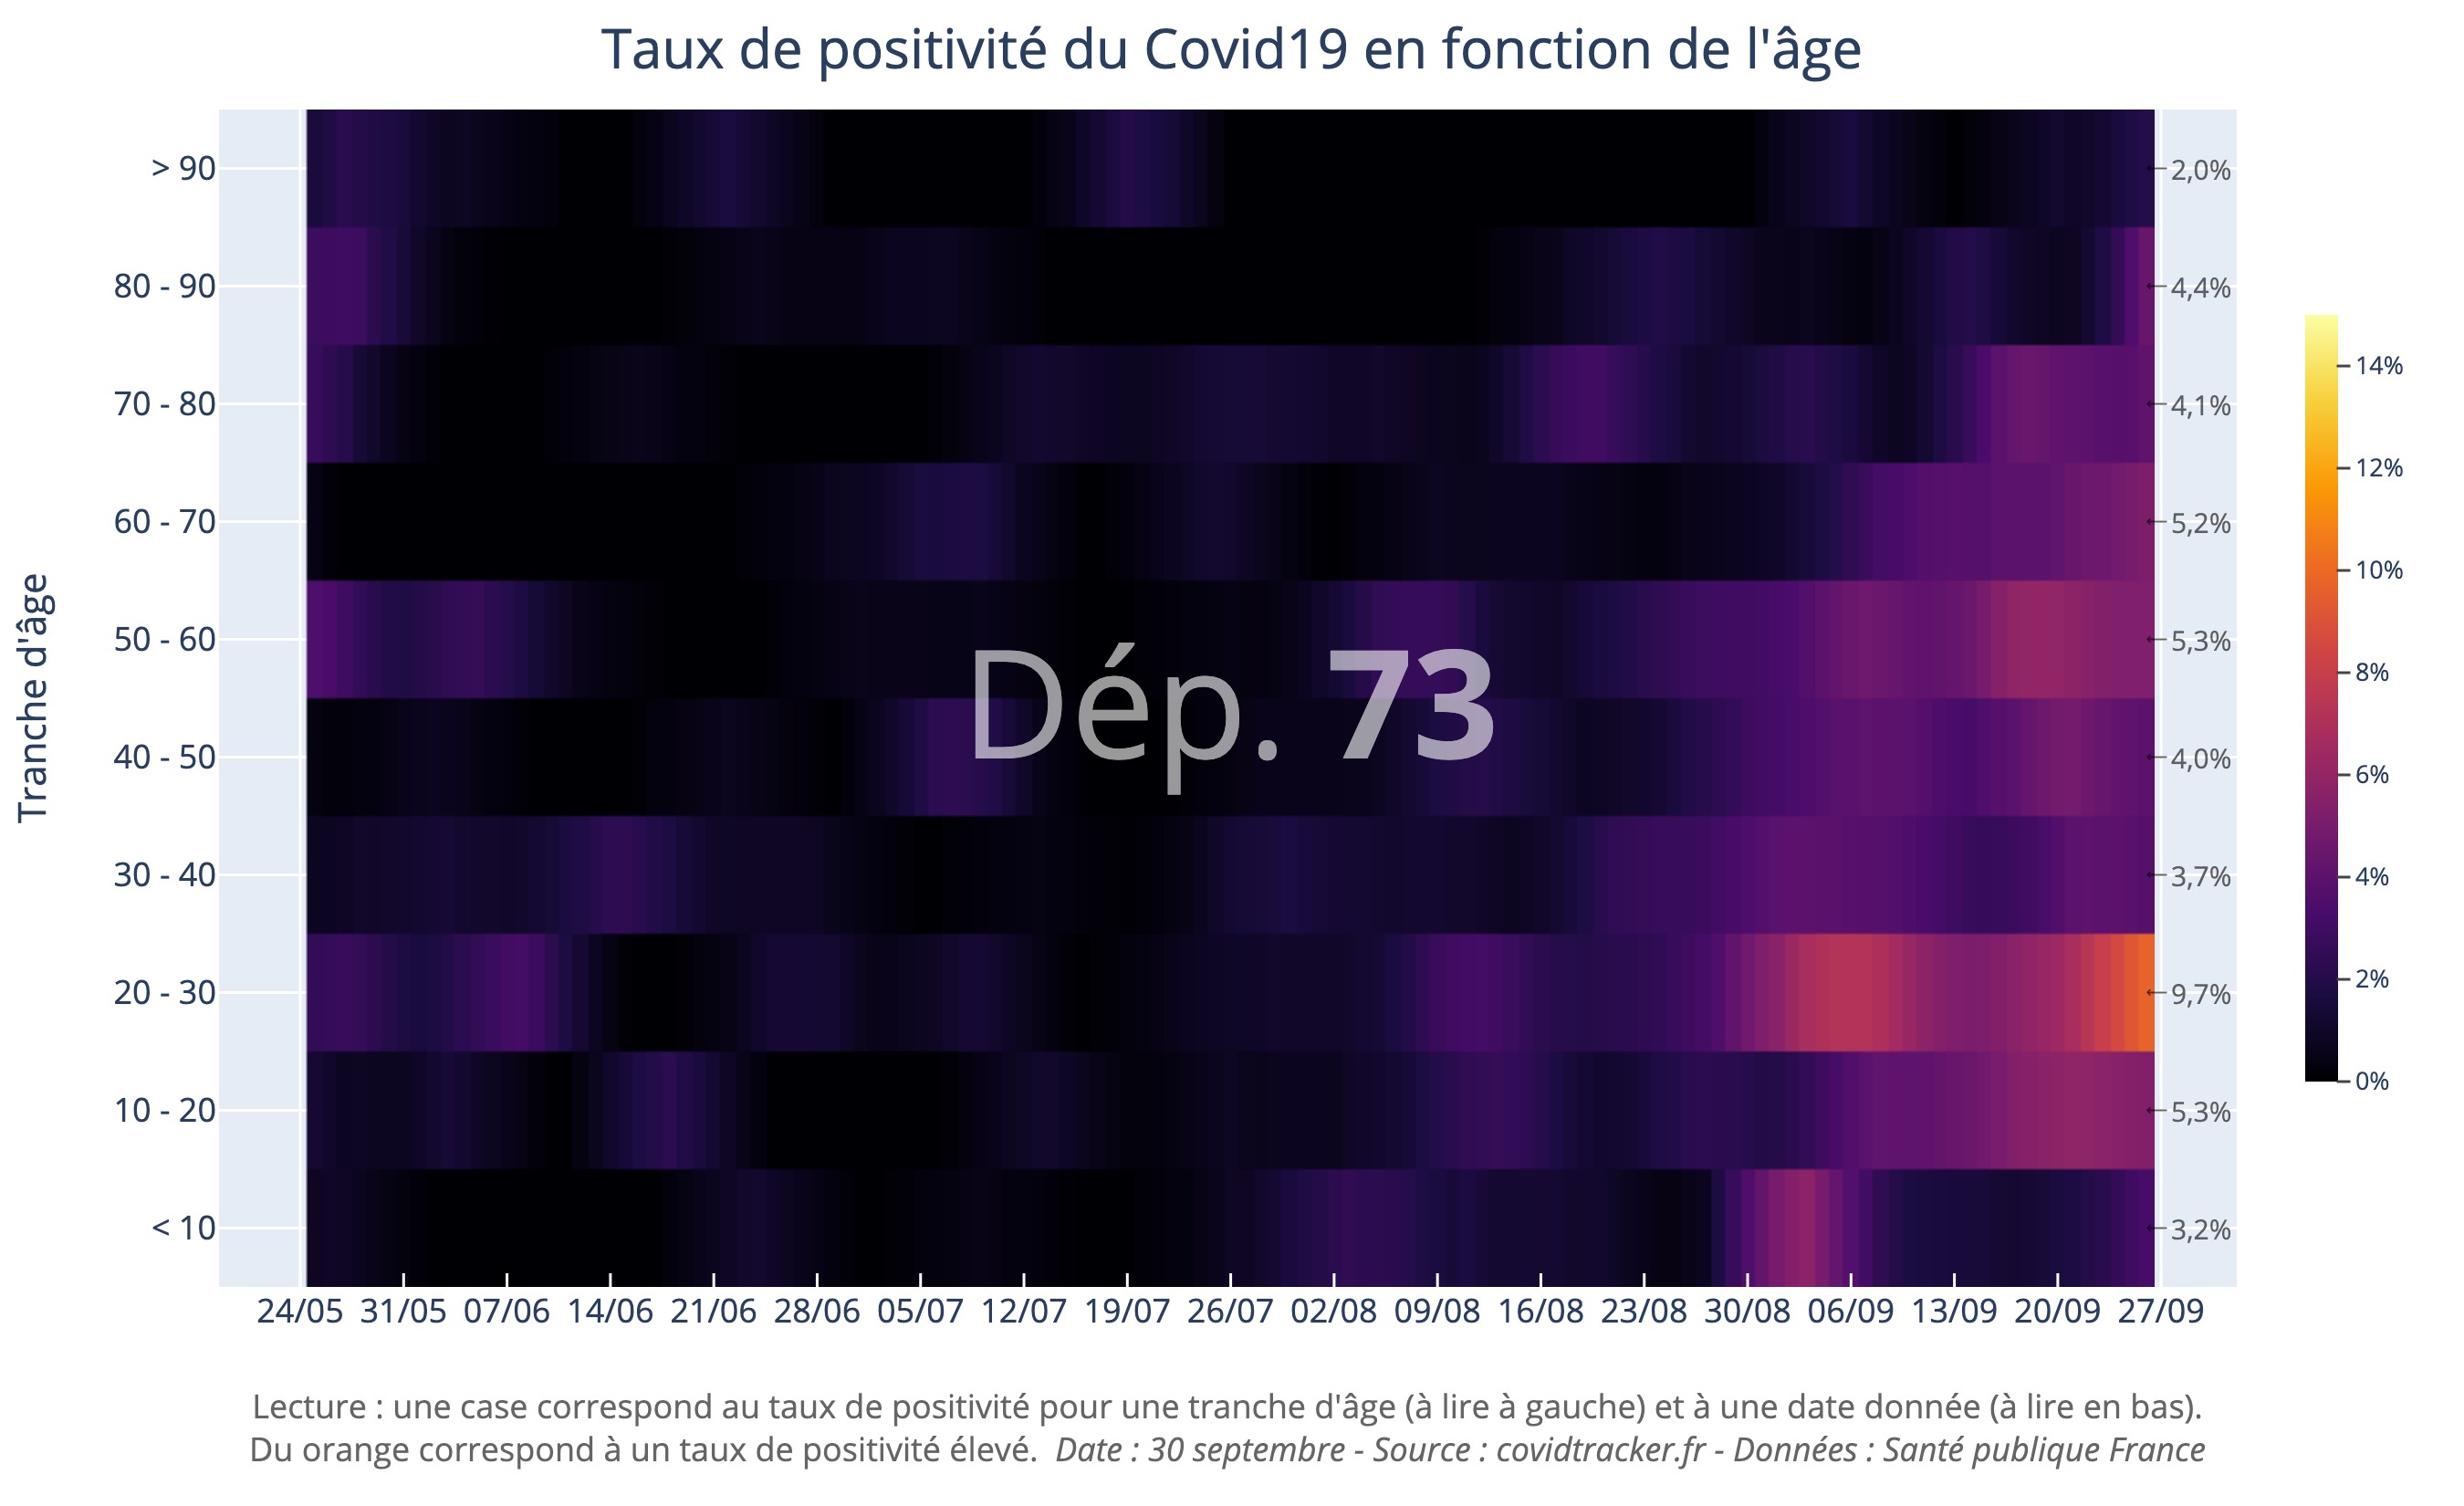 Taux de positivité du Covid19 en fonction de l'âge
Tranche d'âge
> 90
80 - 90
70 - 80
60 - 70
50 - 60
40 - 50
30 - 40
20 - 30
10 - 20
< 10
Dép. 73
2,0%
4,4%
4,1%
5,2%
5,3%
4,0%
3,7%
9,7%
5,3%
3,2%
14%
12%
10%
8%
6%
4%
2%
0%
24/05 31/05 07/06 14/06 21/06 28/06 05/07 12/07 19/07 26/07 02/08 09/08 16/08 23/08 30/08 06/09 13/09 20/09 27/09
Lecture : une case correspond au taux de positivité pour une tranche d'âge (à lire à gauche) et à une date donnée (à lire en bas).
Du orange correspond à un taux de positivité élevé. Date : 30 septembre - Source : covidtracker.fr - Données : Santé publique France